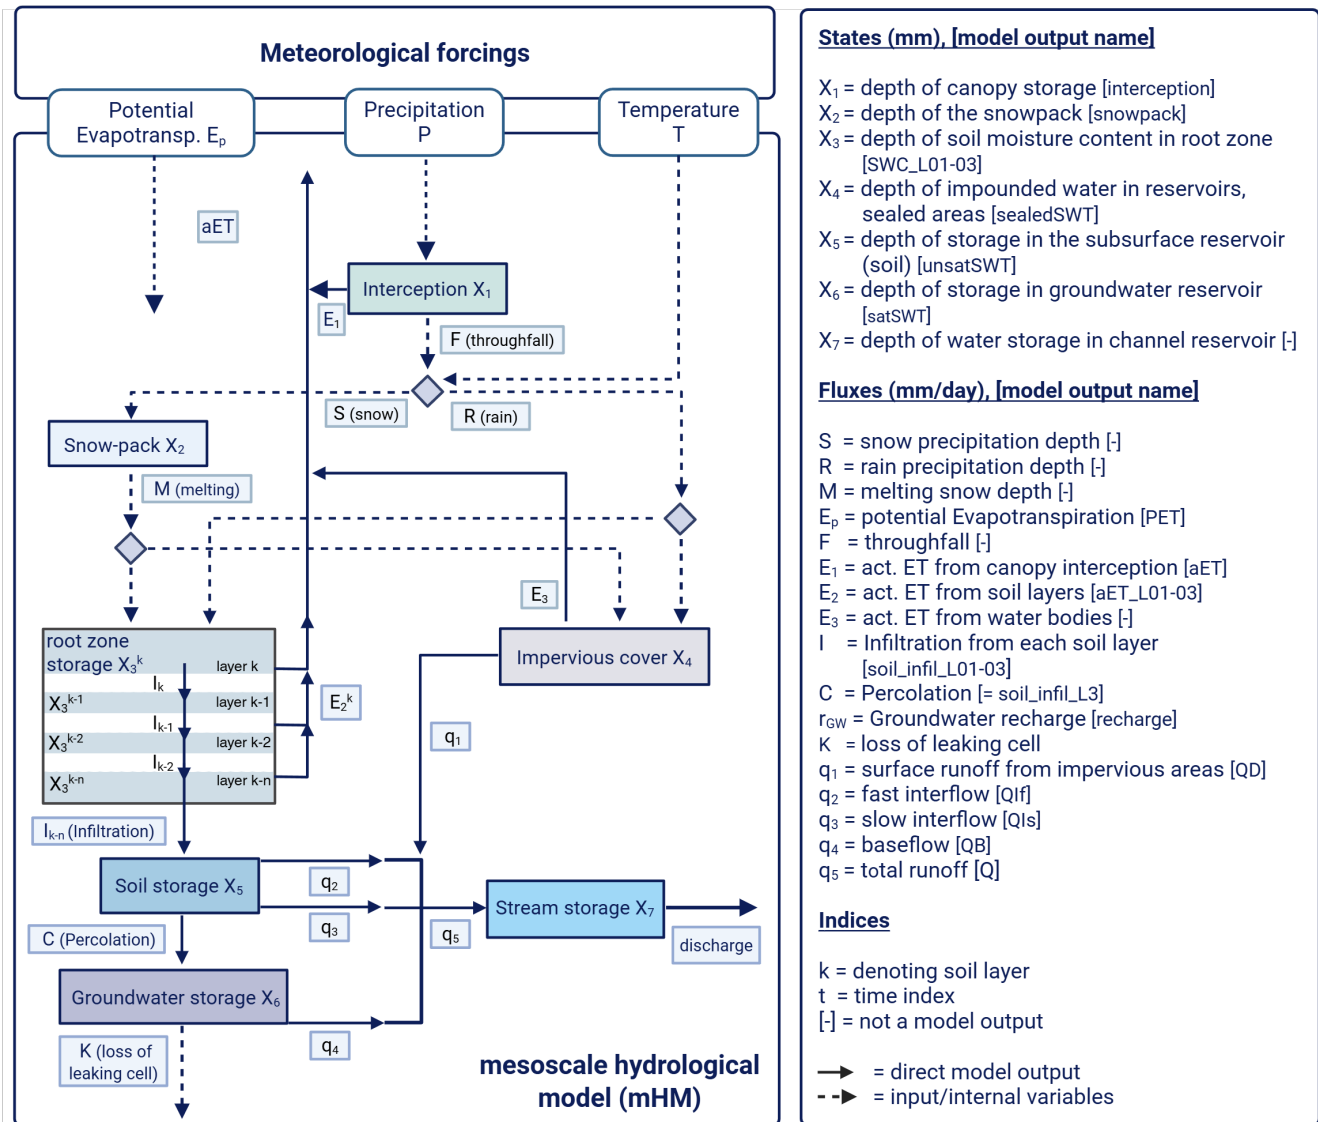 Meteorological forcings
Potential
Evapotransp. Eₚ
Precipitation
P
Temperature
T
aET
Interception X₁
E₁
F (throughfall)
S (snow)
R (rain)
Snow-pack X₂
M (melting)
E₃
root zone
storage X₃ᵏ
layer k
Iₖ
X₃ᵏ⁻¹
layer k-1
Iₖ₋₁
X₃ᵏ⁻²
layer k-2
Iₖ₋₂
X₃ᵏ⁻ⁿ
layer k-n
E₂ᵏ
Impervious cover X₄
q₁
Iₖ₋ₙ (Infiltration)
Soil storage X₅
q₂
q₃
q₅
Stream storage X₇
discharge
C (Percolation)
Groundwater storage X₆
q₄
K (loss of
leaking cell)
mesoscale hydrological
model (mHM)
States (mm), [model output name]
X₁ = depth of canopy storage [interception]
X₂ = depth of the snowpack [snowpack]
X₃ = depth of soil moisture content in root zone
[SWC_L01-03]
X₄ = depth of impounded water in reservoirs,
sealed areas [sealedSWT]
X₅ = depth of storage in the subsurface reservoir
(soil) [unsatSWT]
X₆ = depth of storage in groundwater reservoir
[satSWT]
X₇ = depth of water storage in channel reservoir [-]
Fluxes (mm/day), [model output name]
S = snow precipitation depth [-]
R = rain precipitation depth [-]
M = melting snow depth [-]
Eₚ = potential Evapotranspiration [PET]
F = throughfall [-]
E₁ = act. ET from canopy interception [aET]
E₂ = act. ET from soil layers [aET_L01-03]
E₃ = act. ET from water bodies [-]
I = Infiltration from each soil layer
[soil_infil_L01-03]
C = Percolation [= soil_infil_L3]
r_GW = Groundwater recharge [recharge]
K = loss of leaking cell
q₁ = surface runoff from impervious areas [QD]
q₂ = fast interflow [QIf]
q₃ = slow interflow [QIs]
q₄ = baseflow [QB]
q₅ = total runoff [Q]
Indices
k = denoting soil layer
t = time index
[-] = not a model output
= direct model output
= input/internal variables